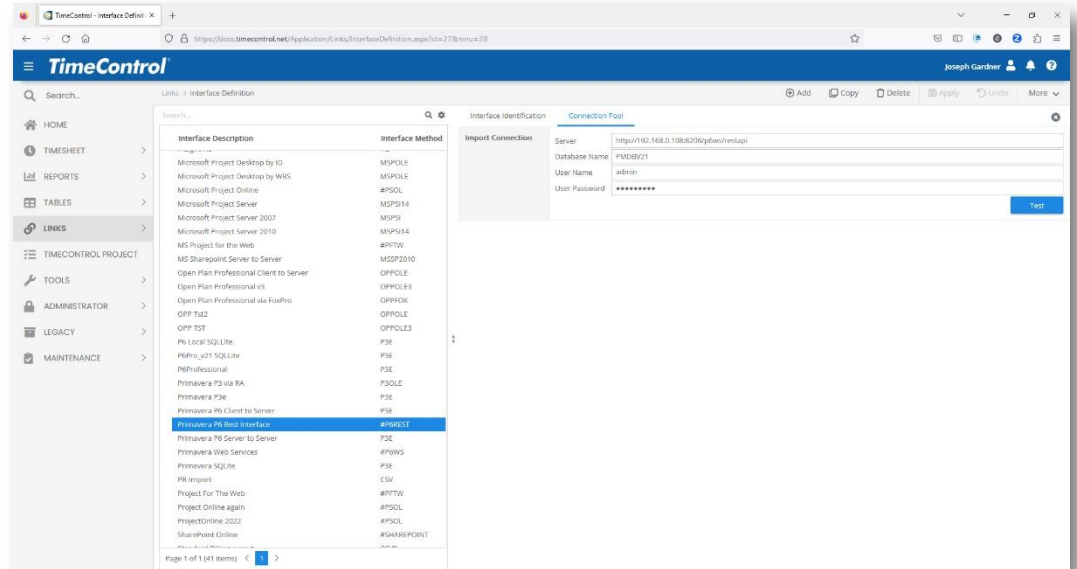 TimeControl - Interface Definit
https://docs.timecontrol.net/Application/Links/InterfaceDefinition.aspx?st=27&mnu=28
TimeControl
Joseph Gardner
Search...
Links > Interface Definition
Add
Copy
Delete
Apply
Undo
More
HOME
TIMESHEET
REPORTS
TABLES
LINKS
TIMECONTROL PROJECT
TOOLS
ADMINISTRATOR
LEGACY
MAINTENANCE
Search...
Interface Description Interface Method
Microsoft Project Desktop by ID MSPOLE
Microsoft Project Desktop by WBS MSPOLE
Microsoft Project Online #PSOL
Microsoft Project Server MSPSI14
Microsoft Project Server 2007 MSPSI
Microsoft Project Server 2010 MSPSI14
MS Project for the Web #PFTW
MS Sharepoint Server to Server MSSP2010
Open Plan Professional Client to Server OPPOLE
Open Plan Professional v3 OPPOLE3
Open Plan Professional via FoxPro OPPFOX
OPP Tst2 OPPOLE
OPP TST OPPOLE3
P6 Local SQLLite P3E
P6Pro_v21 SQLLite P3E
P6Professional P3E
Primavera P3 via RA P3OLE
Primavera P3e P3E
Primavera P6 Client to Server P3E
Primavera P6 Rest Interface #P6REST
Primavera P6 Server to Server P3E
Primavera Web Services #P6WS
Primevera SQLite P3E
PR-Import CSV
Project For The Web #PFTW
Project Online again #PSOL
ProjectOnline 2022 #PSOL
SharePoint Online #SHAREPOINT
Page 1 of 1 (41 items) < 1 >
Interface Identification Connection Pool
Import Connection
Server http://192.168.0.108:8206/p6ws/restapi
Database Name PMDBV21
User Name admin
User Password •••••••••
Test